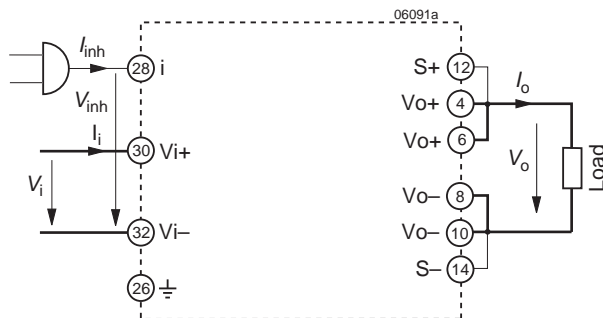 06091a
Iinh
28 i
S+ 12
Vinh
4 Vo+
Io
Ii
30 Vi+
Vo+ 6
Vi
Vo
Load
Vo– 8
32 Vi–
Vo– 10
26
S– 14